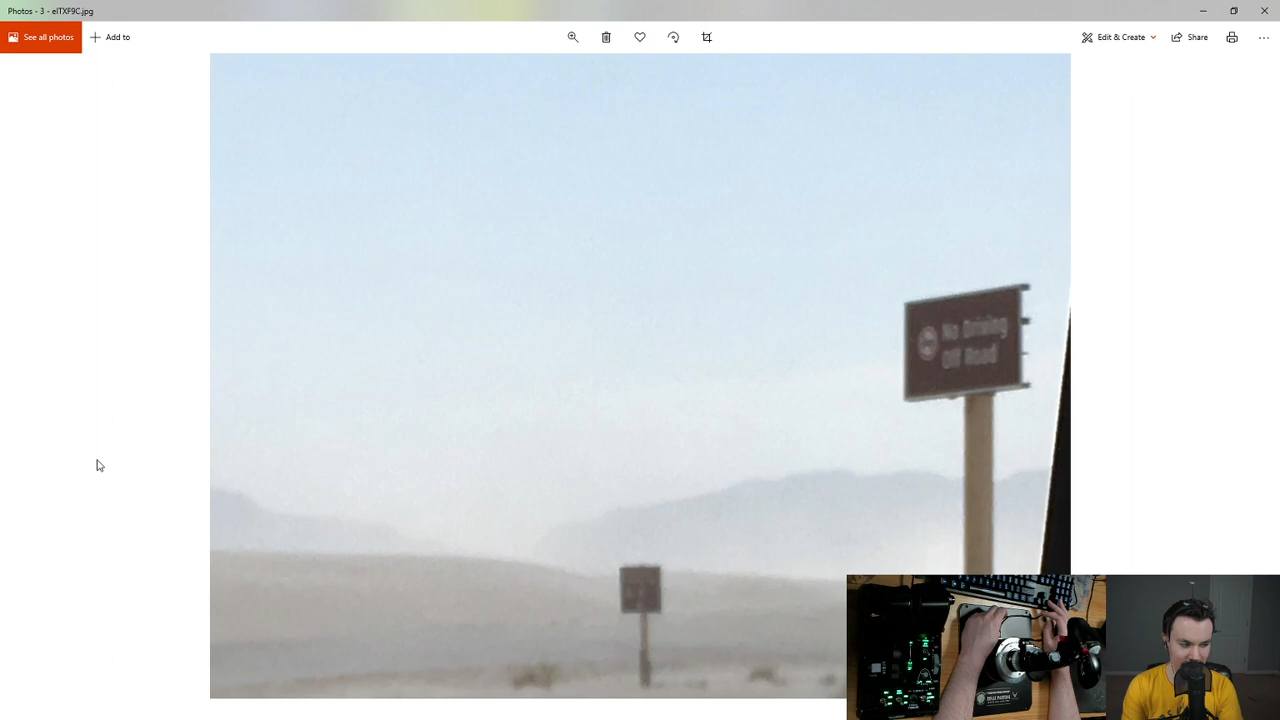 Photos - 3 - eITXF9C.jpg
See all photos
Add to
Edit & Create
Share
No Driving
Off Road